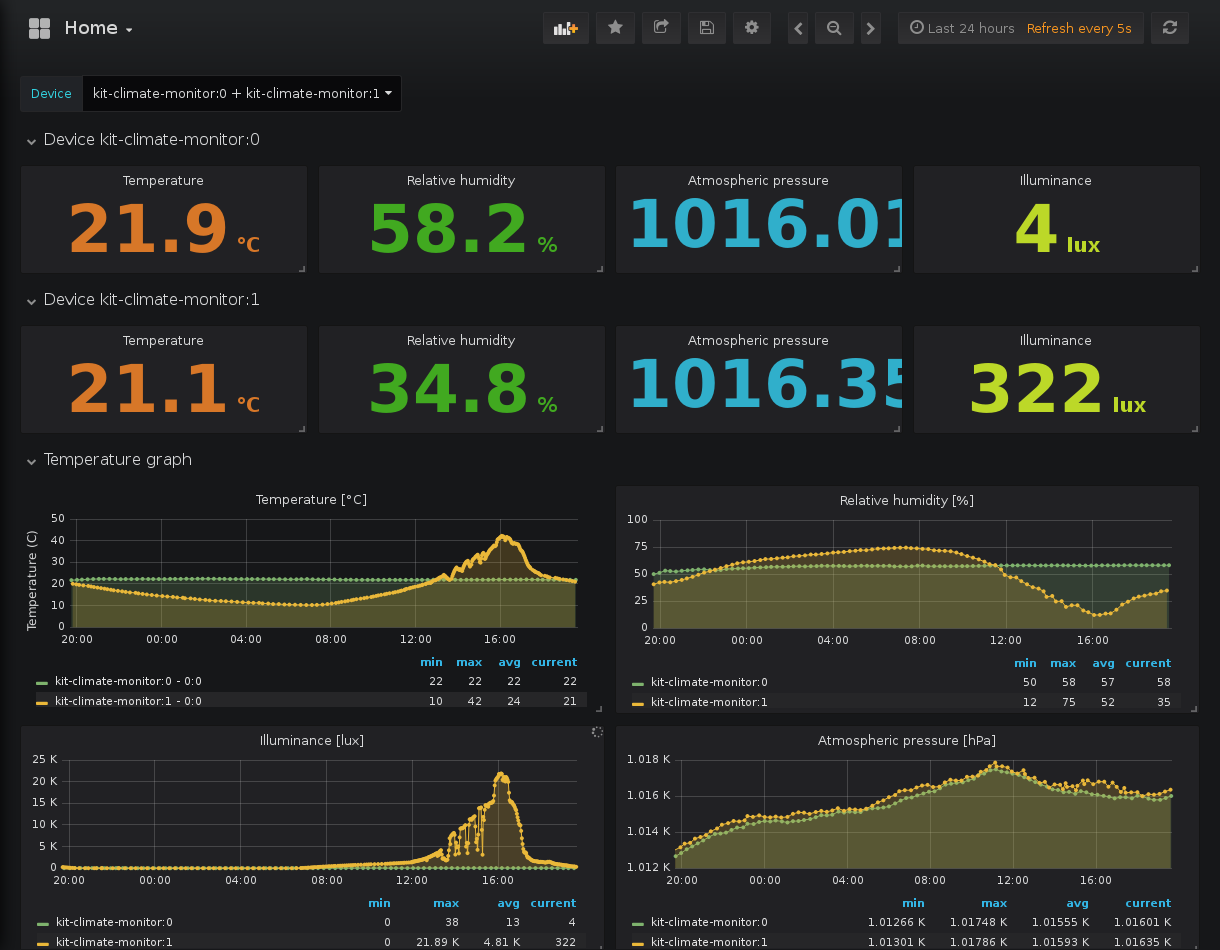 Home
Last 24 hours Refresh every 5s
Device kit-climate-monitor:0 + kit-climate-monitor:1
Device kit-climate-monitor:0
Temperature Relative humidity Atmospheric pressure Illuminance
21.9 °C 58.2 % 1016.01 4 lux
Device kit-climate-monitor:1
Temperature Relative humidity Atmospheric pressure Illuminance
21.1 °C 34.8 % 1016.35 322 lux
Temperature graph
Temperature [°C]
Temperature (C)
50
40
30
20
10
0
20:00 00:00 04:00 08:00 12:00 16:00
min max avg current
kit-climate-monitor:0 - 0:0 22 22 22 22
kit-climate-monitor:1 - 0:0 10 42 24 21
Relative humidity [%]
100
75
50
25
0
20:00 00:00 04:00 08:00 12:00 16:00
min max avg current
kit-climate-monitor:0 50 58 57 58
kit-climate-monitor:1 12 75 52 35
Illuminance [lux]
25 K
20 K
15 K
10 K
5 K
0
20:00 00:00 04:00 08:00 12:00 16:00
min max avg current
kit-climate-monitor:0 0 38 13 4
kit-climate-monitor:1 0 21.89 K 4.81 K 322
Atmospheric pressure [hPa]
1.018 K
1.016 K
1.014 K
1.012 K
20:00 00:00 04:00 08:00 12:00 16:00
min max avg current
kit-climate-monitor:0 1.01266 K 1.01748 K 1.01555 K 1.01601 K
kit-climate-monitor:1 1.01301 K 1.01786 K 1.01593 K 1.01635 K